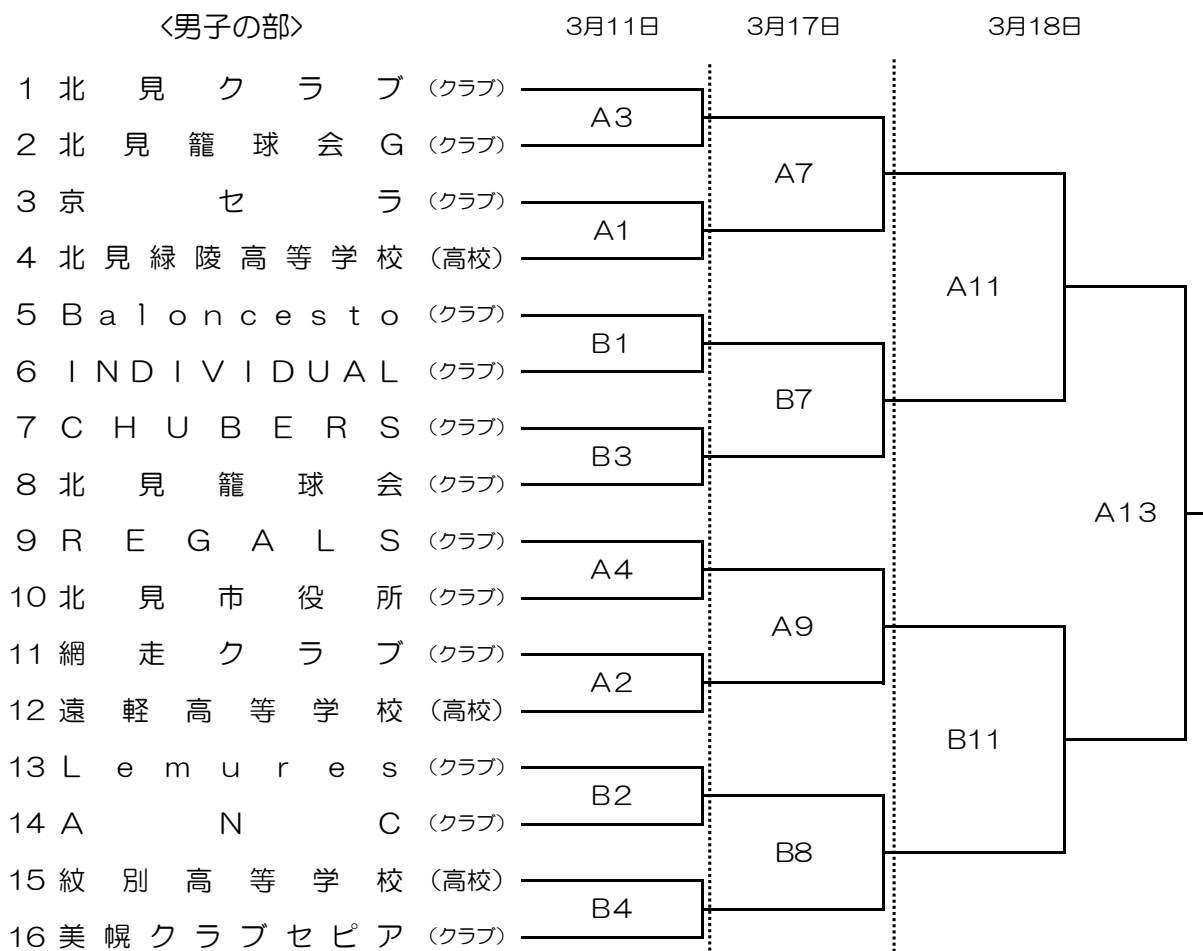 <男子の部> 3月11日 3月17日 3月18日
1 北見クラブ (クラブ)
A3
2 北見籠球会G (クラブ)
A7
3 京セラ (クラブ)
A1
4 北見緑陵高等学校 (高校)
A11
5 Baloncesto (クラブ)
B1
6 INDIVIDUAL (クラブ)
B7
7 CHUBERS (クラブ)
B3
8 北見籠球会 (クラブ)
A13
9 REGALS (クラブ)
A4
10 北見市役所 (クラブ)
A9
11 網走クラブ (クラブ)
A2
12 遠軽高等学校 (高校)
B11
13 Lemures (クラブ)
B2
14 ANC (クラブ)
B8
15 紋別高等学校 (高校)
B4
16 美幌クラブセピア (クラブ)